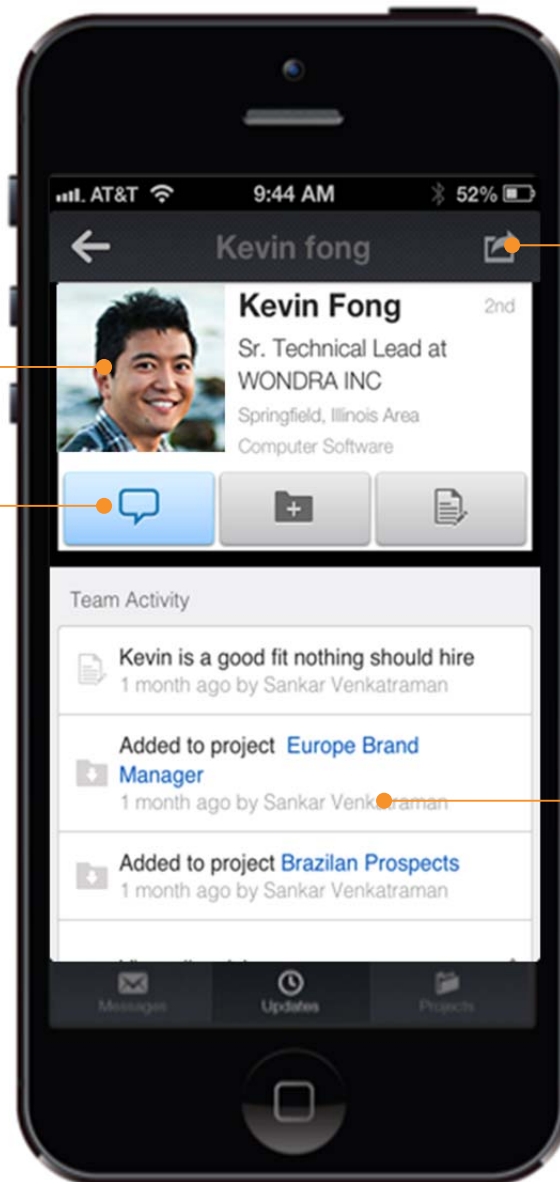 AT&T 9:44 AM 52%
Kevin fong
Kevin Fong 2nd
Sr. Technical Lead at
WONDRA INC
Springfield, Illinois Area
Computer Software
Team Activity
Kevin is a good fit nothing should hire
1 month ago by Sankar Venkatraman
Added to project Europe Brand
Manager
1 month ago by Sankar Venkatraman
Added to project Brazilan Prospects
1 month ago by Sankar Venkatraman
Messages Updates Projects